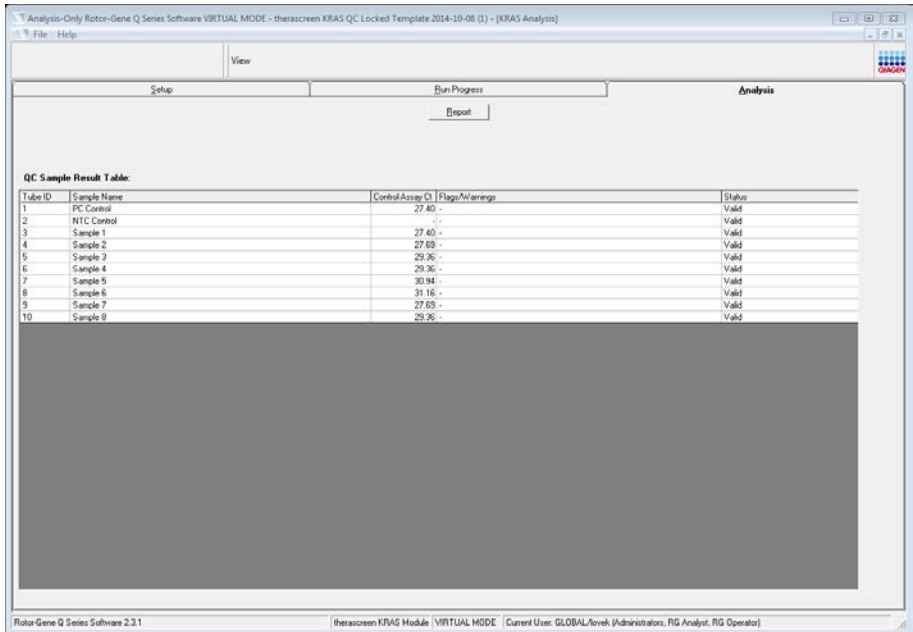 Analysis-Only Rotor-Gene Q Series Software VIRTUAL MODE - therascreen KRAS QC Locked Template 2014-10-08 (1) - [KRAS Analysis]
File Help
View
QIAGEN
Setup Run Progress Analysis
Report
QC Sample Result Table:
Tube ID Sample Name Control Assay Ct Flags/Warnings Status
1 PC Control 27.40 - Valid
2 NTC Control - - Valid
3 Sample 1 27.40 - Valid
4 Sample 2 27.69 - Valid
5 Sample 3 29.36 - Valid
6 Sample 4 29.36 - Valid
7 Sample 5 30.94 - Valid
8 Sample 6 31.16 - Valid
9 Sample 7 27.69 - Valid
10 Sample 8 29.36 - Valid
Rotor-Gene Q Series Software 2.3.1 therascreen KRAS Module VIRTUAL MODE Current User: GLOBAL/lovek (Administrators, RG Analyst, RG Operator)